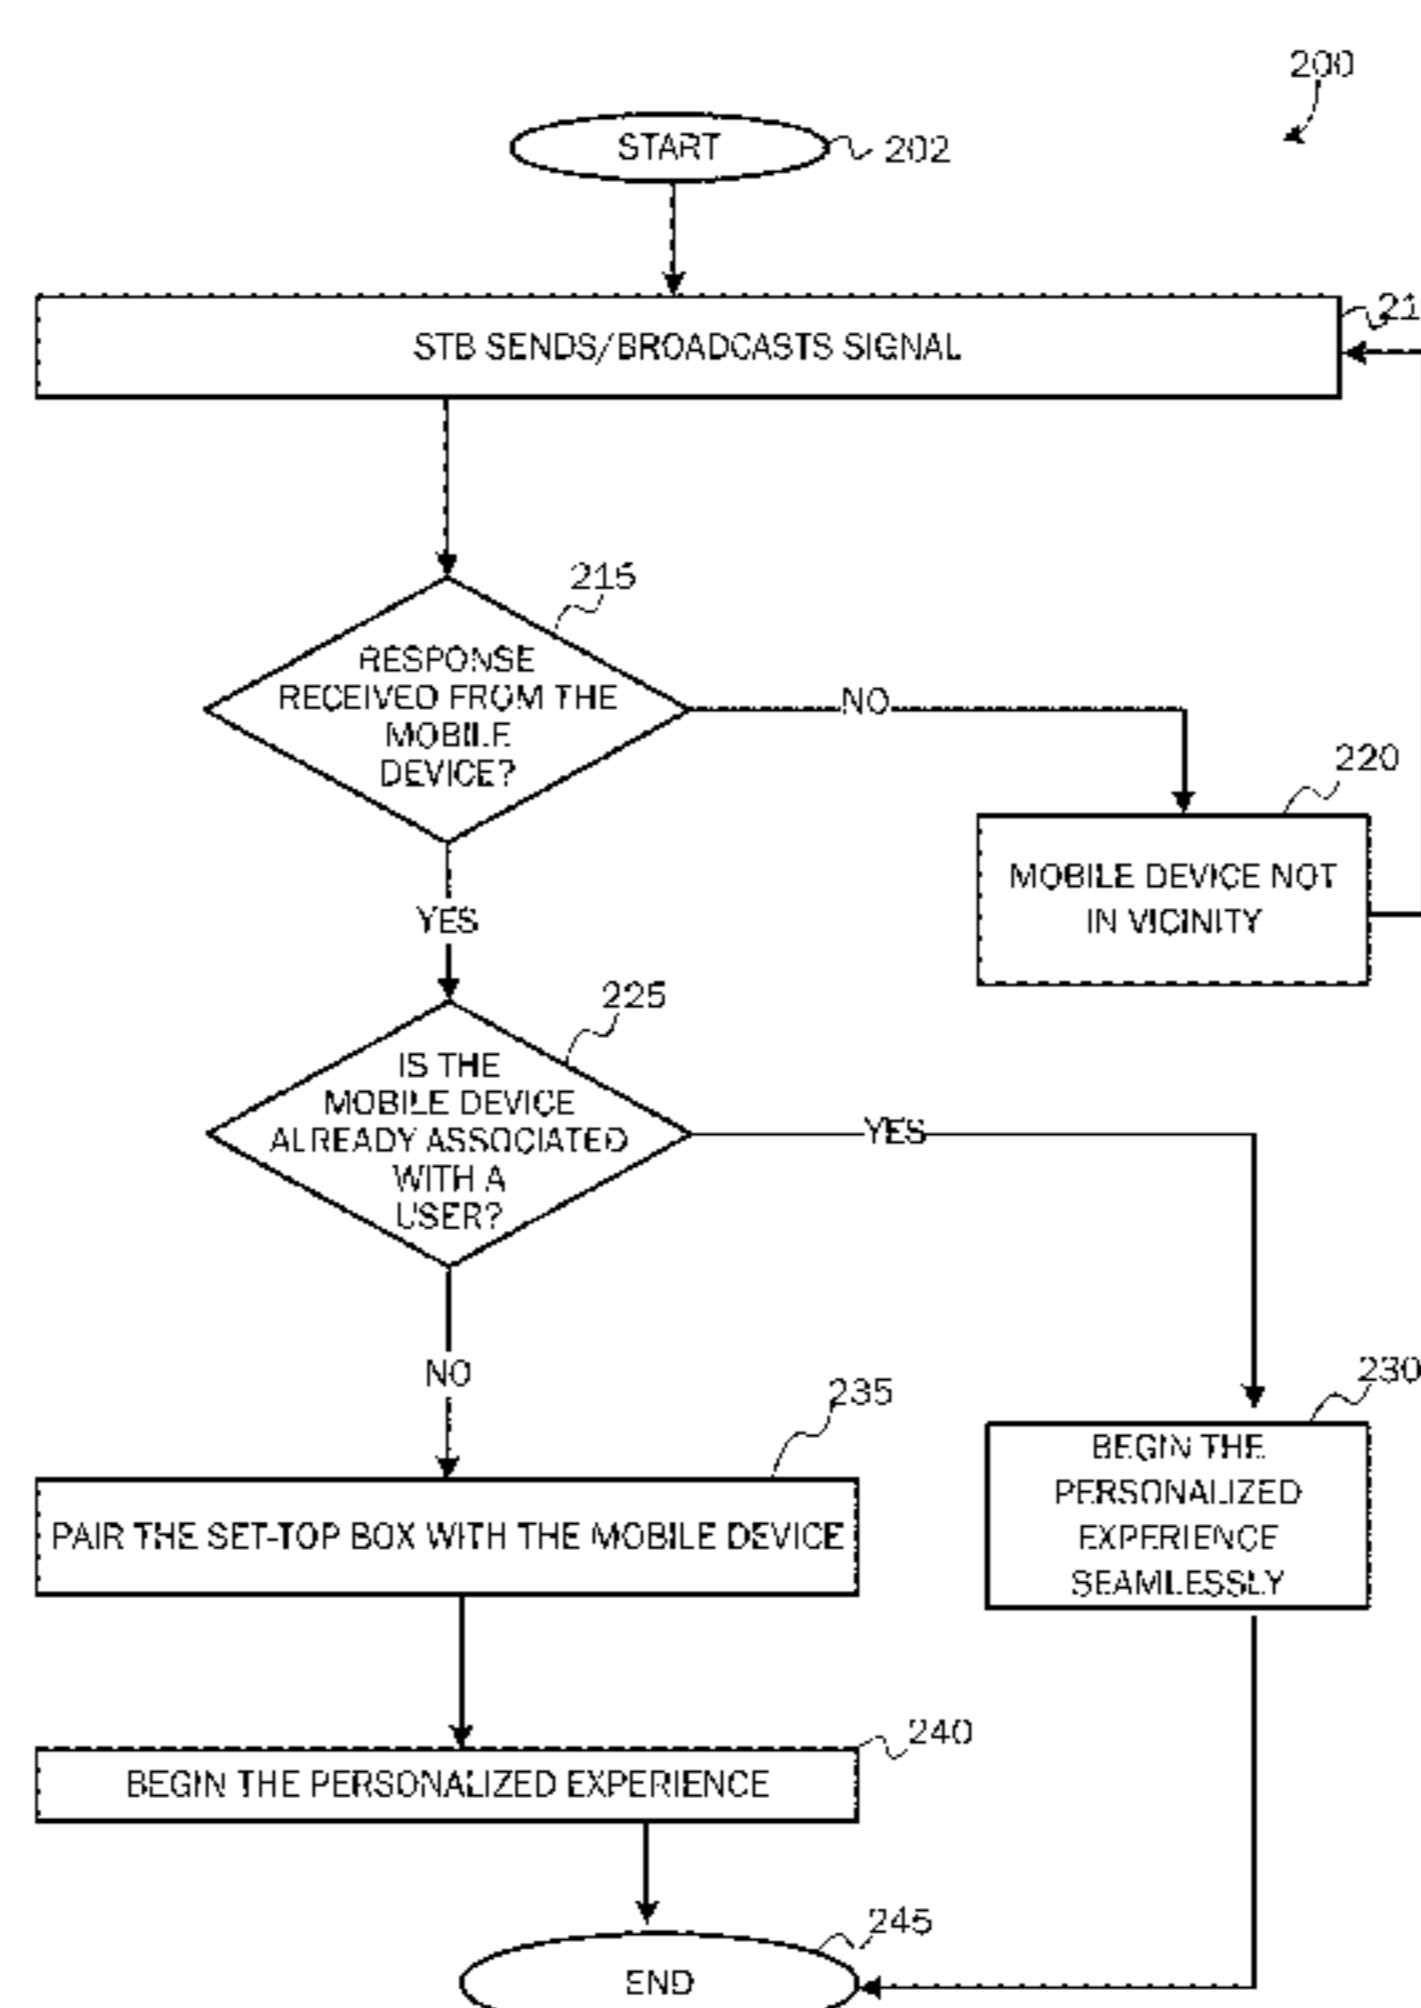 200
START
202
21
STB SENDS/BROADCASTS SIGNAL
215
RESPONSE
RECEIVED FROM THE
MOBILE
DEVICE?
NO
220
MOBILE DEVICE NOT
IN VICINITY
YES
225
IS THE
MOBILE DEVICE
ALREADY ASSOCIATED
WITH A
USER?
YES
NO
230
235
BEGIN THE
PERSONALIZED
EXPERIENCE
SEAMLESSLY
PAIR THE SET-TOP BOX WITH THE MOBILE DEVICE
240
BEGIN THE PERSONALIZED EXPERIENCE
245
END